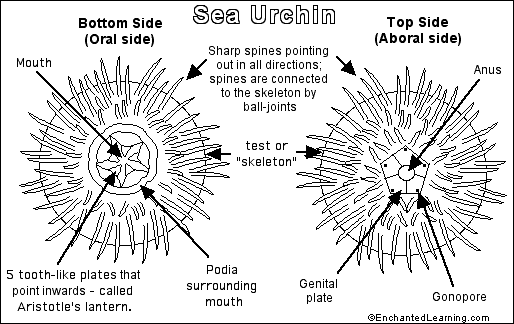 Sea Urchin
Bottom Side
(Oral side)
Top Side
(Aboral side)
Mouth
Sharp spines pointing
out in all directions;
spines are connected
to the skeleton by
ball-joints
Anus
test or
"skeleton"
5 tooth-like plates that
point inwards - called
Aristotle's lantern.
Podia
surrounding
mouth
Genital
plate
Gonopore
©EnchantedLearning.com